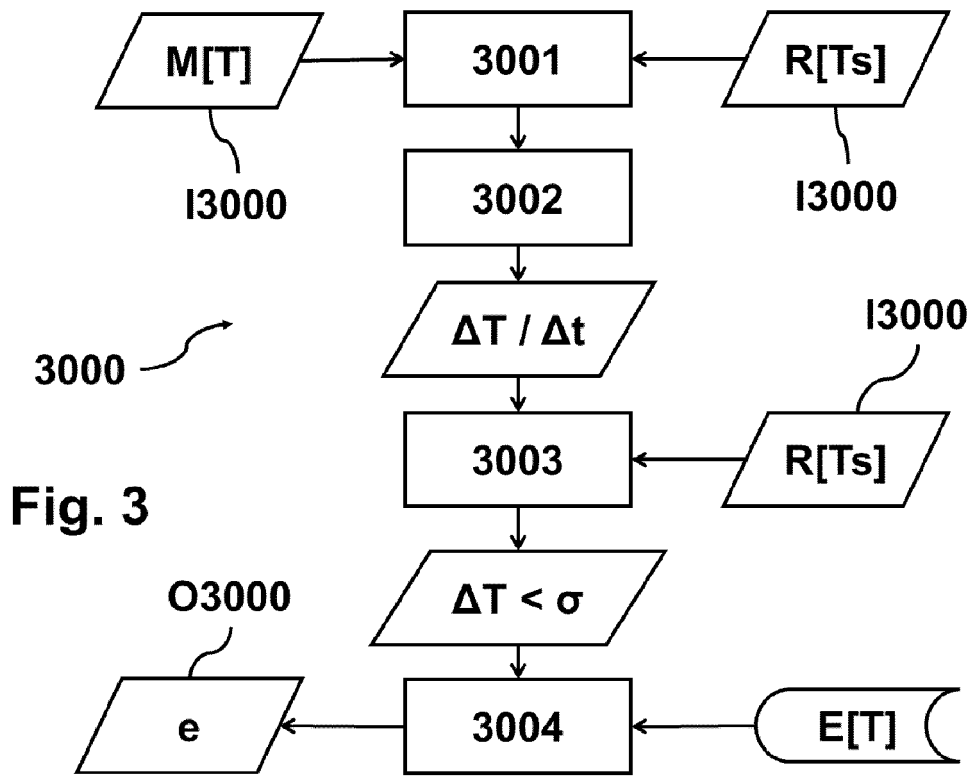 M[T]
3001
R[Ts]
I3000
3002
I3000
ΔT / Δt
I3000
3000
3003
R[Ts]
Fig. 3
O3000
ΔT < σ
e
3004
E[T]